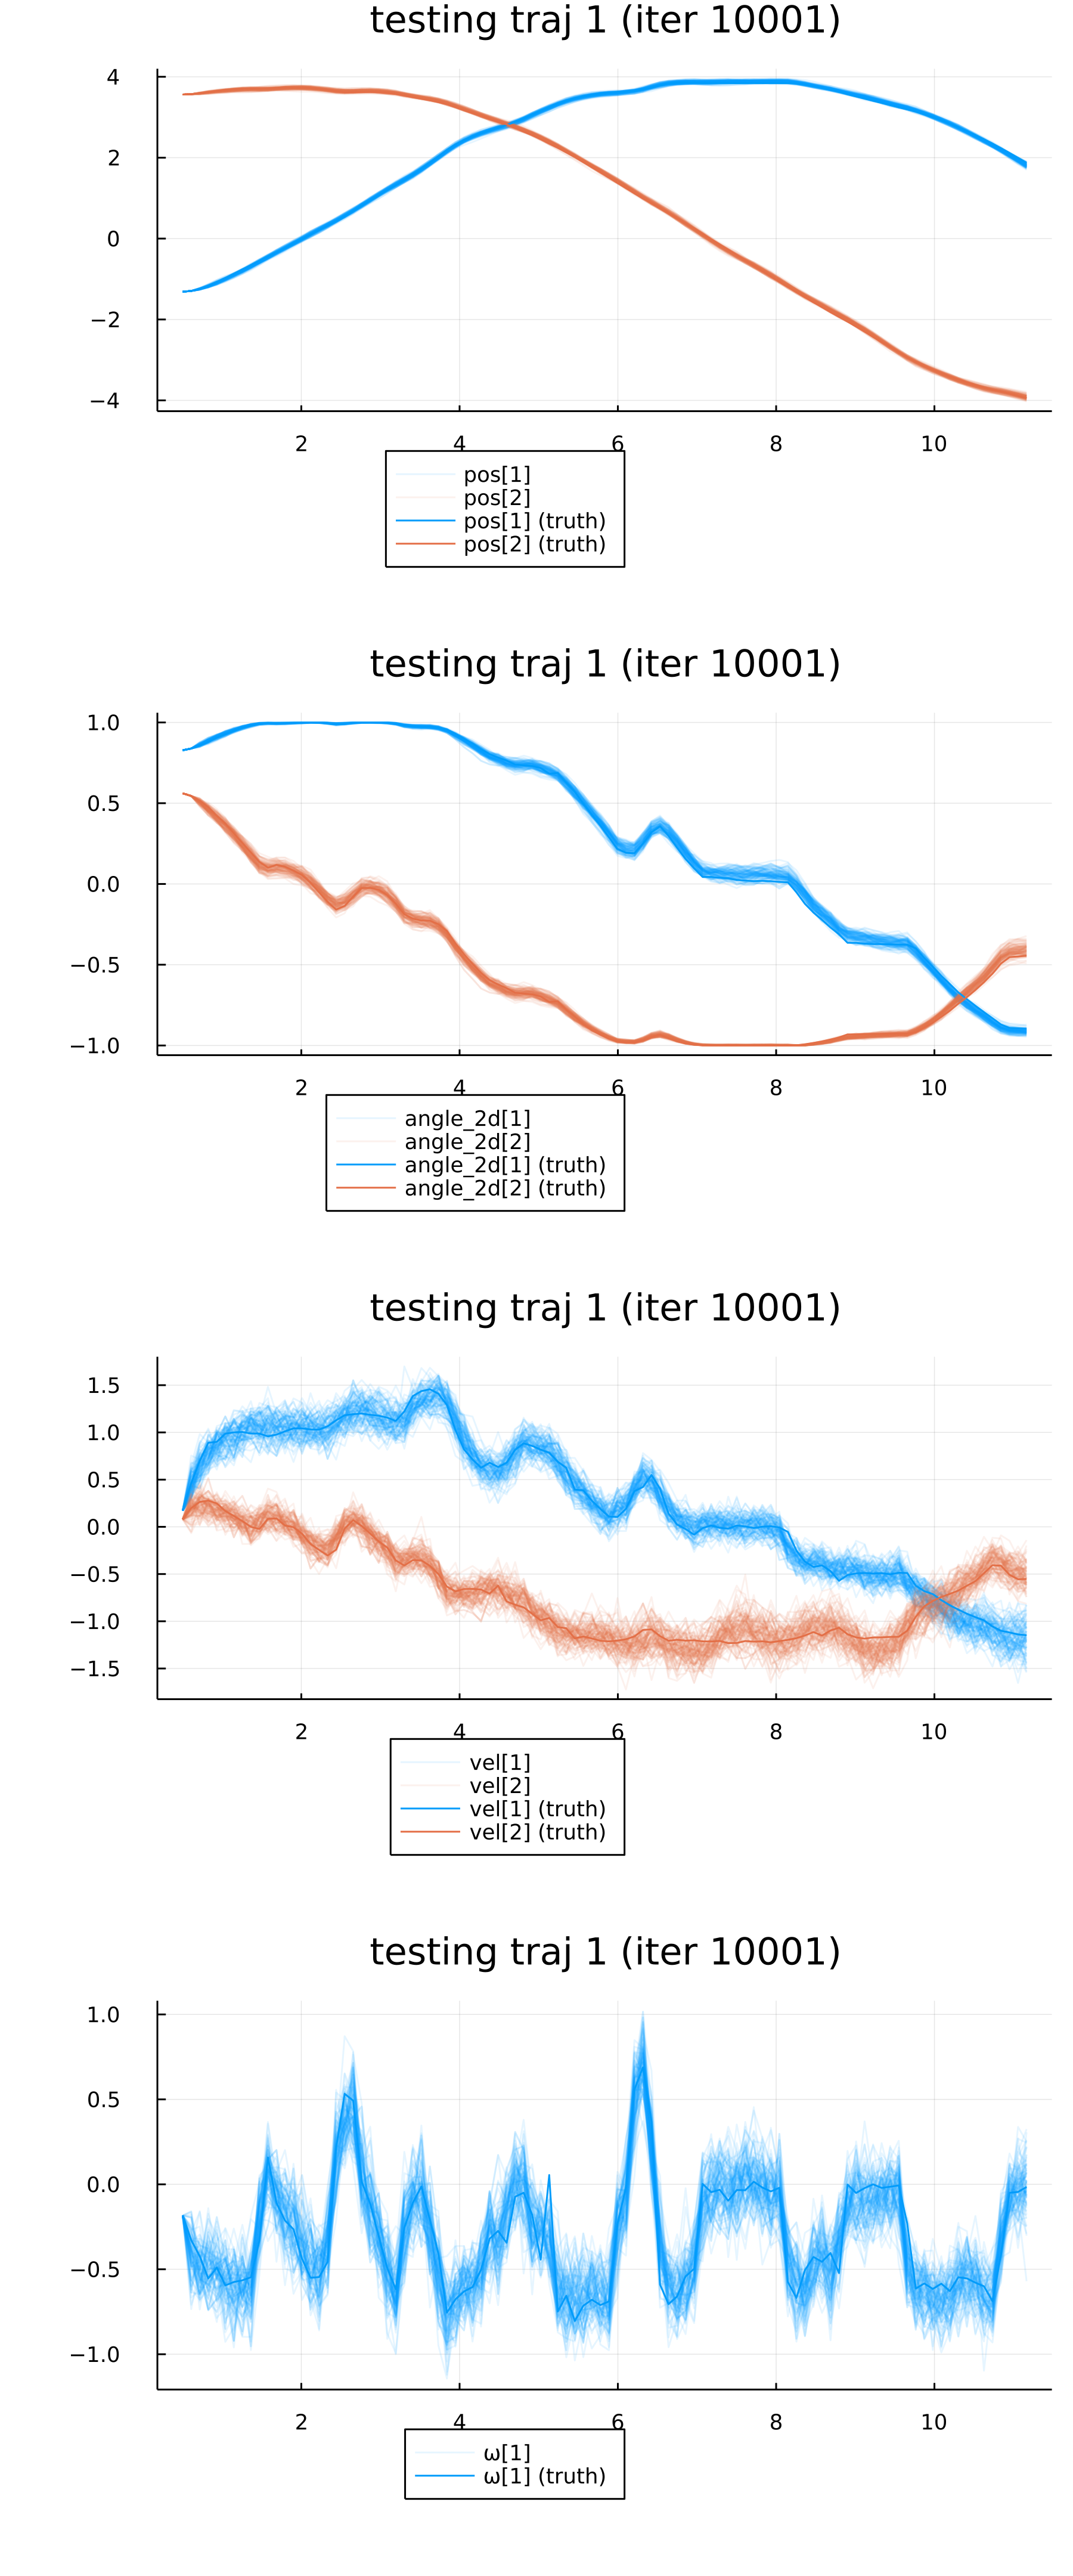 testing traj 1 (iter 10001)
4
2
0
−2
−4
2 4 6 8 10
pos[1]
pos[2]
pos[1] (truth)
pos[2] (truth)
testing traj 1 (iter 10001)
1.0
0.5
0.0
−0.5
−1.0
2 4 6 8 10
angle_2d[1]
angle_2d[2]
angle_2d[1] (truth)
angle_2d[2] (truth)
testing traj 1 (iter 10001)
1.5
1.0
0.5
0.0
−0.5
−1.0
−1.5
2 4 6 8 10
vel[1]
vel[2]
vel[1] (truth)
vel[2] (truth)
testing traj 1 (iter 10001)
1.0
0.5
0.0
−0.5
−1.0
2 4 6 8 10
ω[1]
ω[1] (truth)